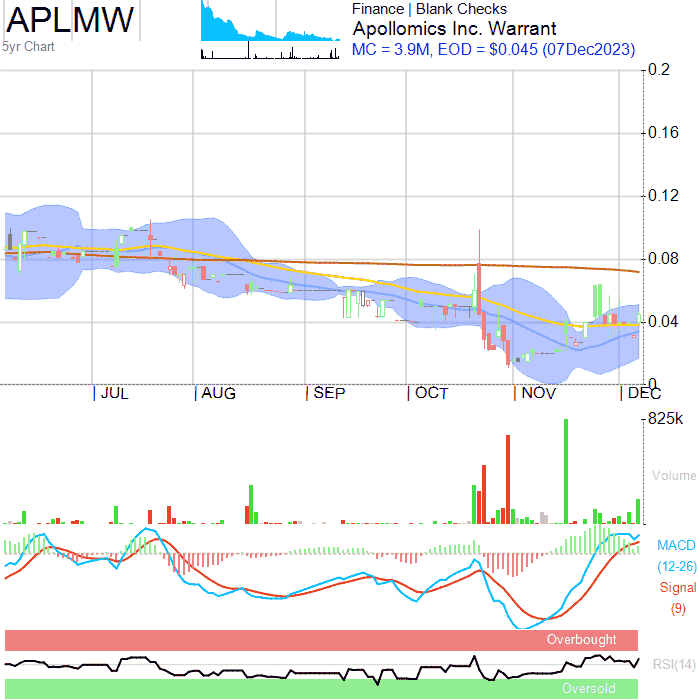 APLMW
5yr Chart
Finance | Blank Checks
Apollomics Inc. Warrant
MC = 3.9M, EOD = $0.045 (07Dec2023)
0.2
0.16
0.12
0.08
0.04
0
JUL AUG SEP OCT NOV DEC
825k
Volume
MACD
(12-26)
Signal
(9)
Overbought
RSI(14)
Oversold